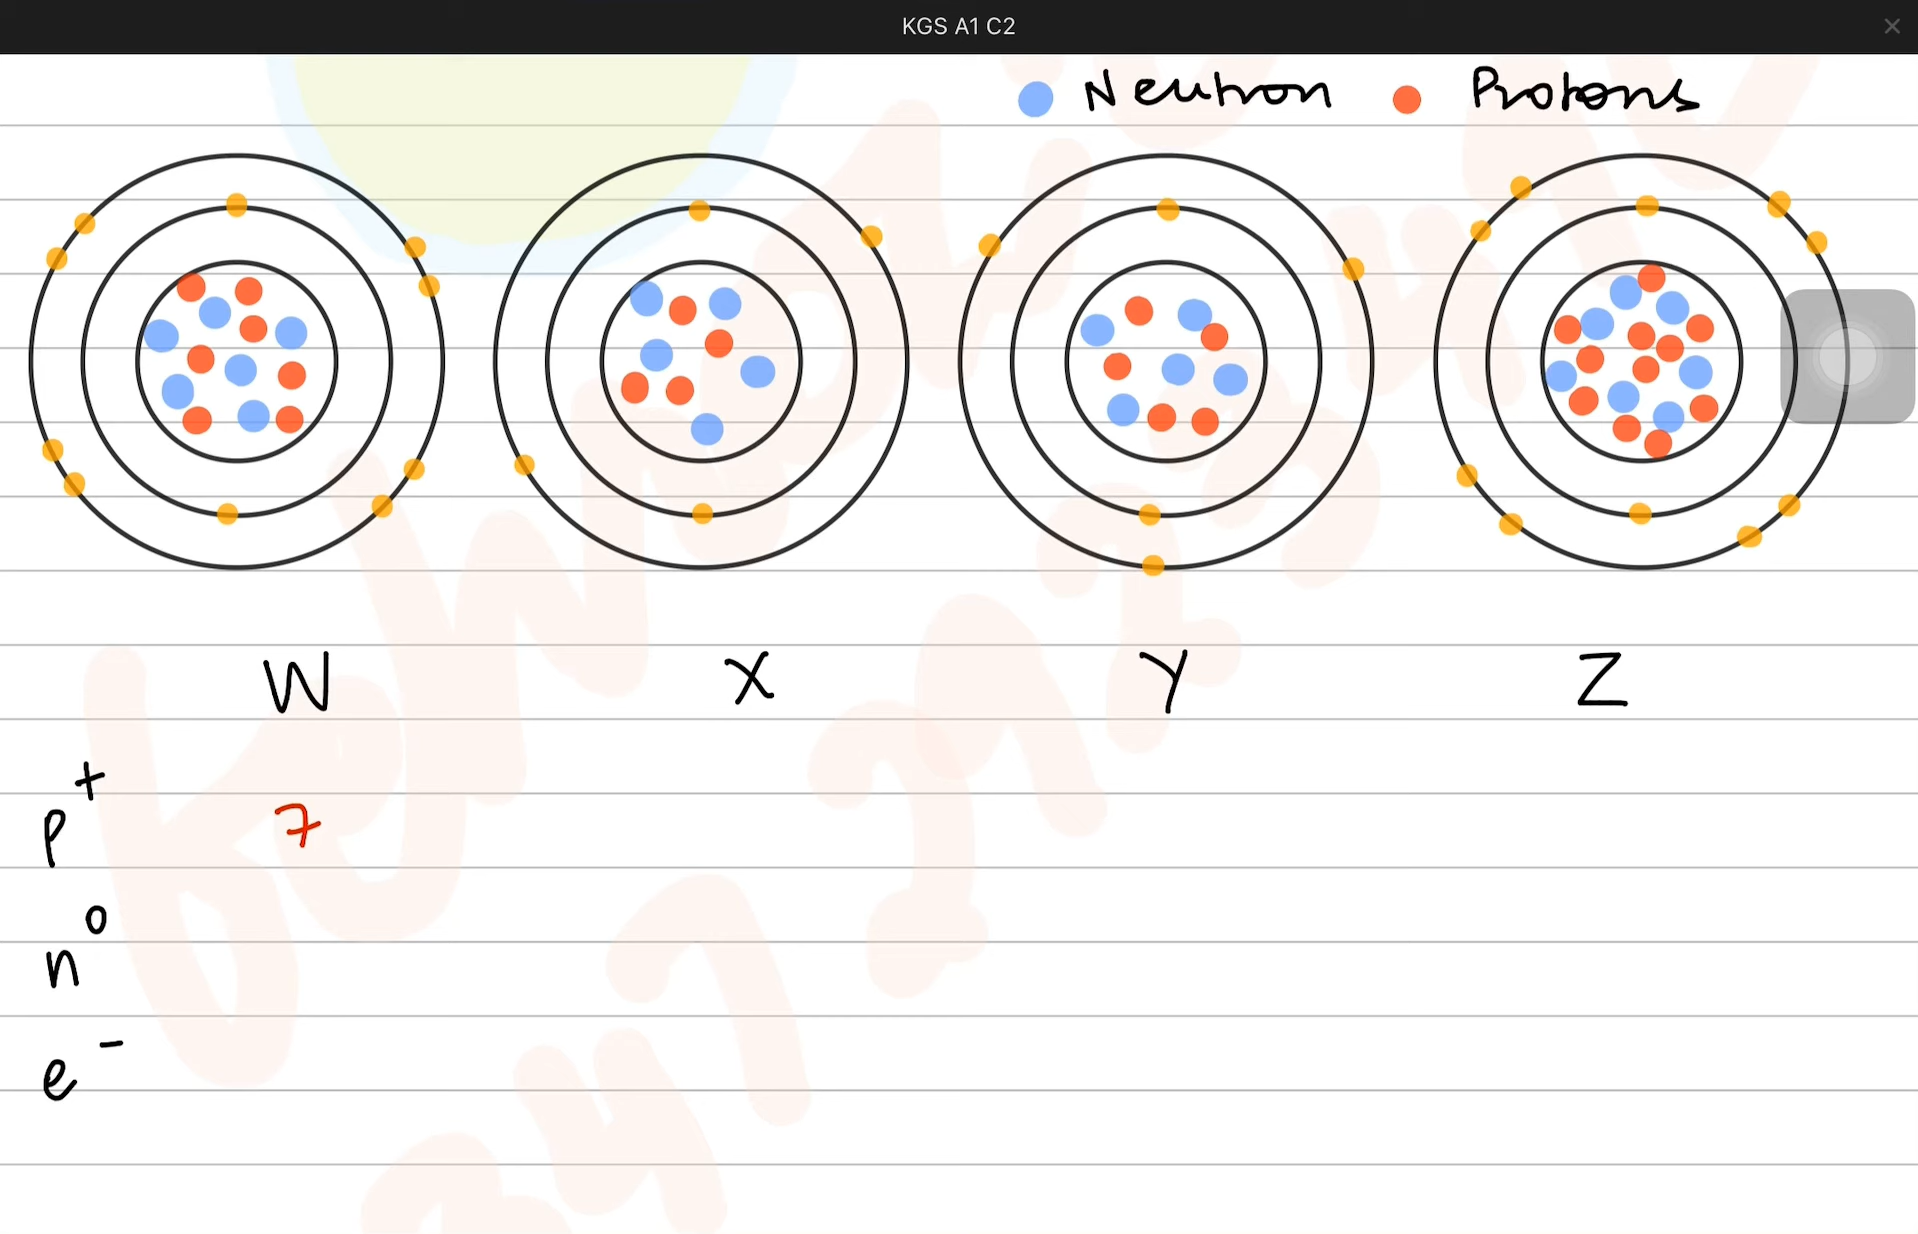 KGS A1 C2
Neutron Protons
W X Y Z
p+ 7
n0
e-